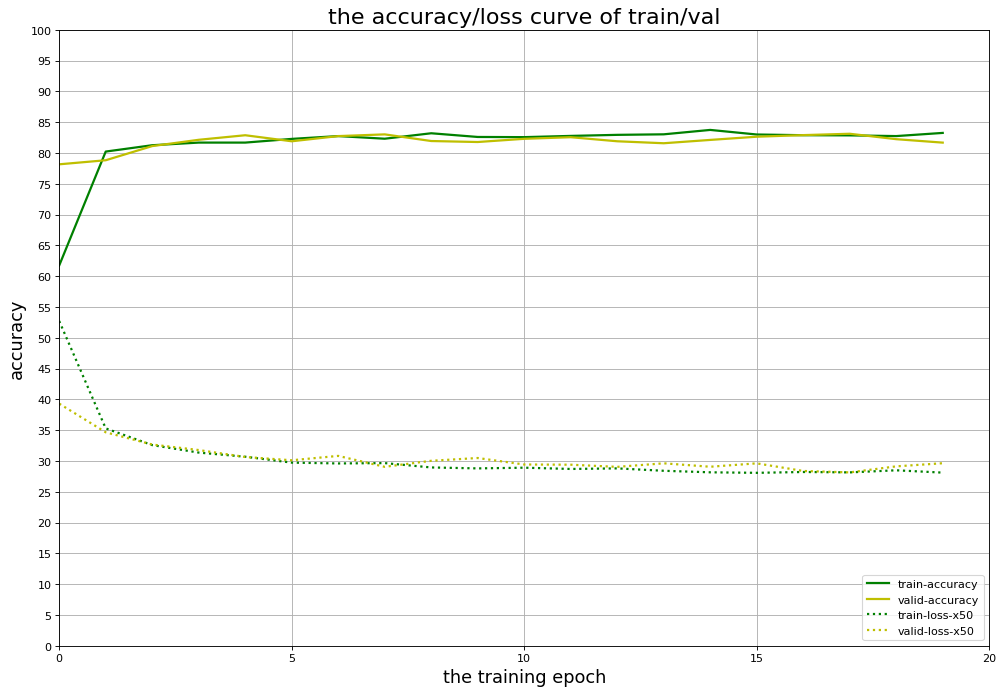 the accuracy/loss curve of train/val
100
95
90
85
80
75
70
65
60
55
50
45
40
35
30
25
20
15
10
5
0
accuracy
0 5 10 15 20
the training epoch
train-accuracy
valid-accuracy
train-loss-x50
valid-loss-x50